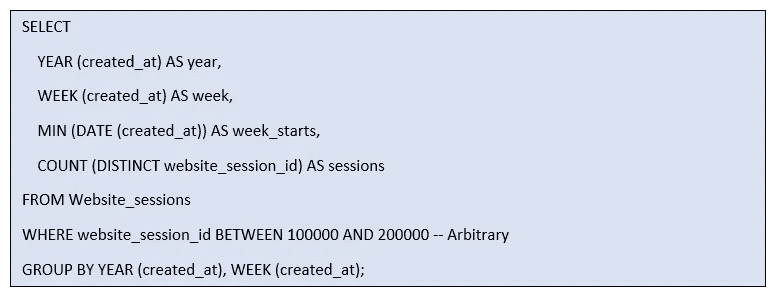 SELECT
YEAR (created_at) AS year,
WEEK (created_at) AS week,
MIN (DATE (created_at)) AS week_starts,
COUNT (DISTINCT website_session_id) AS sessions
FROM Website_sessions
WHERE website_session_id BETWEEN 100000 AND 200000 -- Arbitrary
GROUP BY YEAR (created_at), WEEK (created_at);